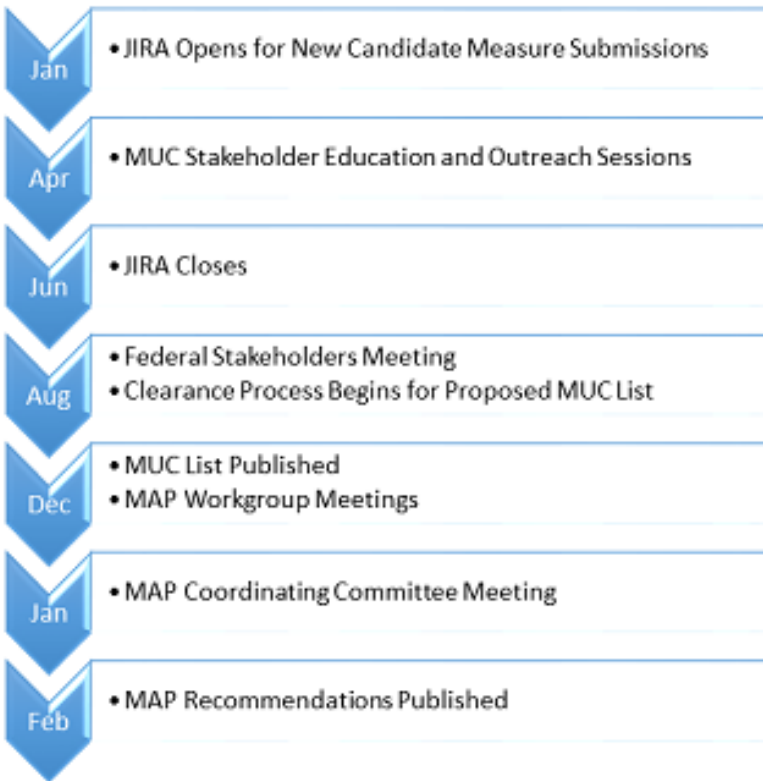 Jan
• JIRA Opens for New Candidate Measure Submissions
Apr
• MUC Stakeholder Education and Outreach Sessions
Jun
• JIRA Closes
Aug
• Federal Stakeholders Meeting
• Clearance Process Begins for Proposed MUC List
Dec
• MUC List Published
• MAP Workgroup Meetings
Jan
• MAP Coordinating Committee Meeting
Feb
• MAP Recommendations Published